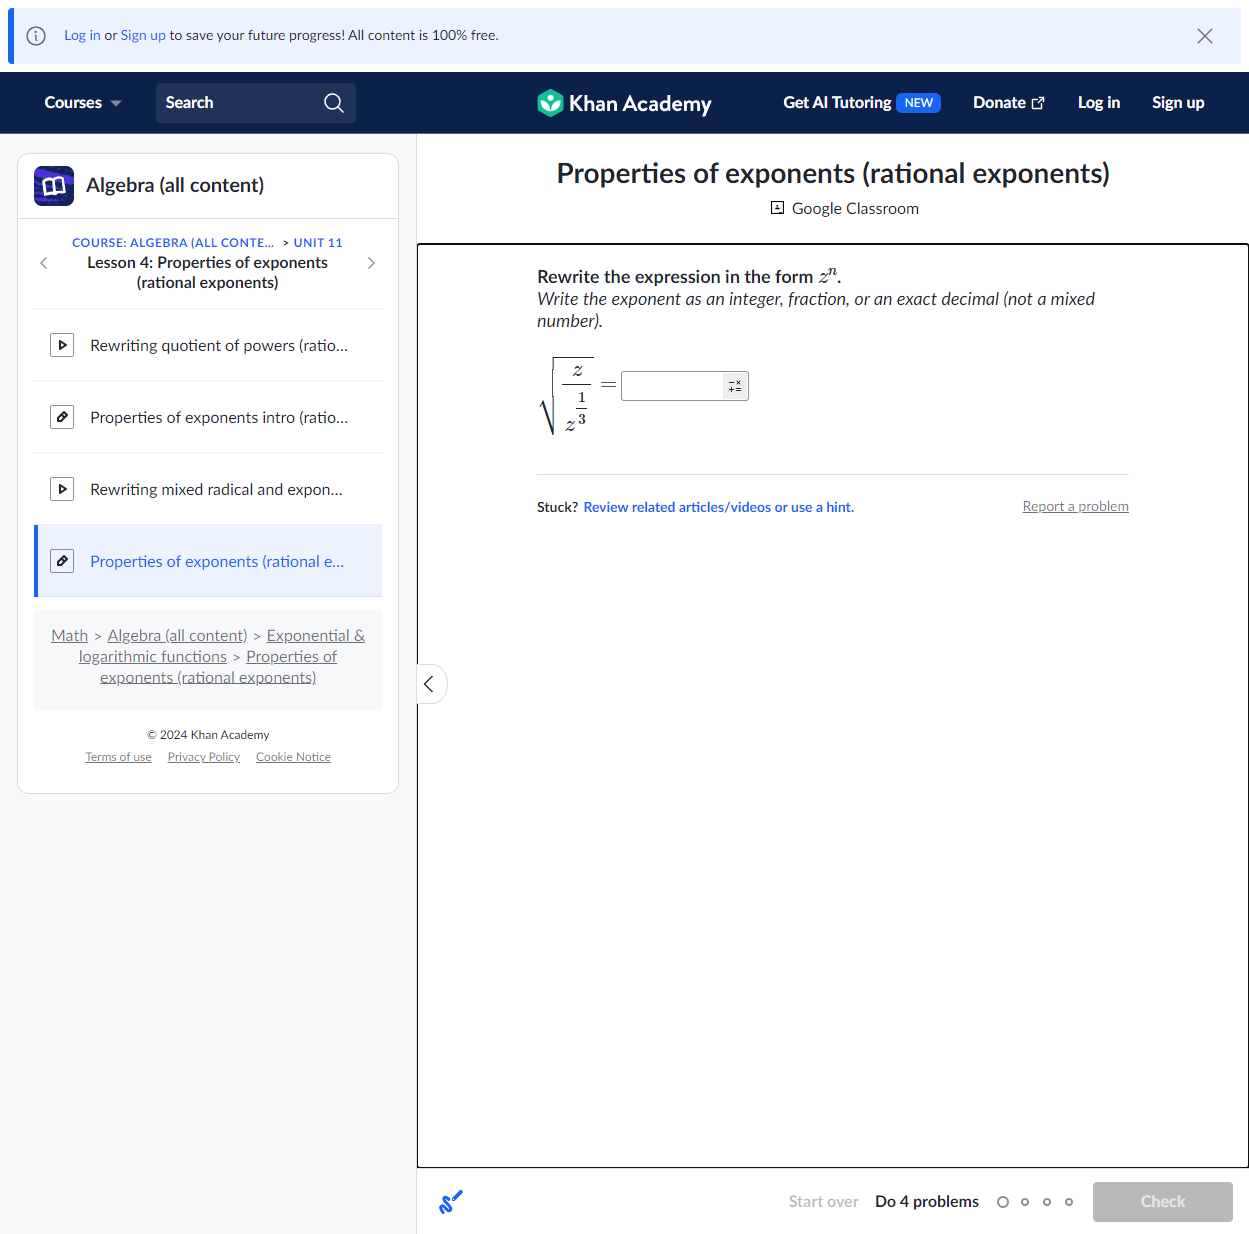 Log in or Sign up to save your future progress! All content is 100% free.
Courses
Search
Khan Academy
Get AI Tutoring NEW
Donate
Log in
Sign up
Algebra (all content)
COURSE: ALGEBRA (ALL CONTE... > UNIT 11
Lesson 4: Properties of exponents
(rational exponents)
Rewriting quotient of powers (ratio...
Properties of exponents intro (ratio...
Rewriting mixed radical and expon...
Properties of exponents (rational e...
Math > Algebra (all content) > Exponential &
logarithmic functions > Properties of
exponents (rational exponents)
© 2024 Khan Academy
Terms of use Privacy Policy Cookie Notice
Properties of exponents (rational exponents)
Google Classroom
Rewrite the expression in the form zⁿ.
Write the exponent as an integer, fraction, or an exact decimal (not a mixed
number).
√(z/z^(1/3)) =
Stuck? Review related articles/videos or use a hint.
Report a problem
Start over
Do 4 problems
Check